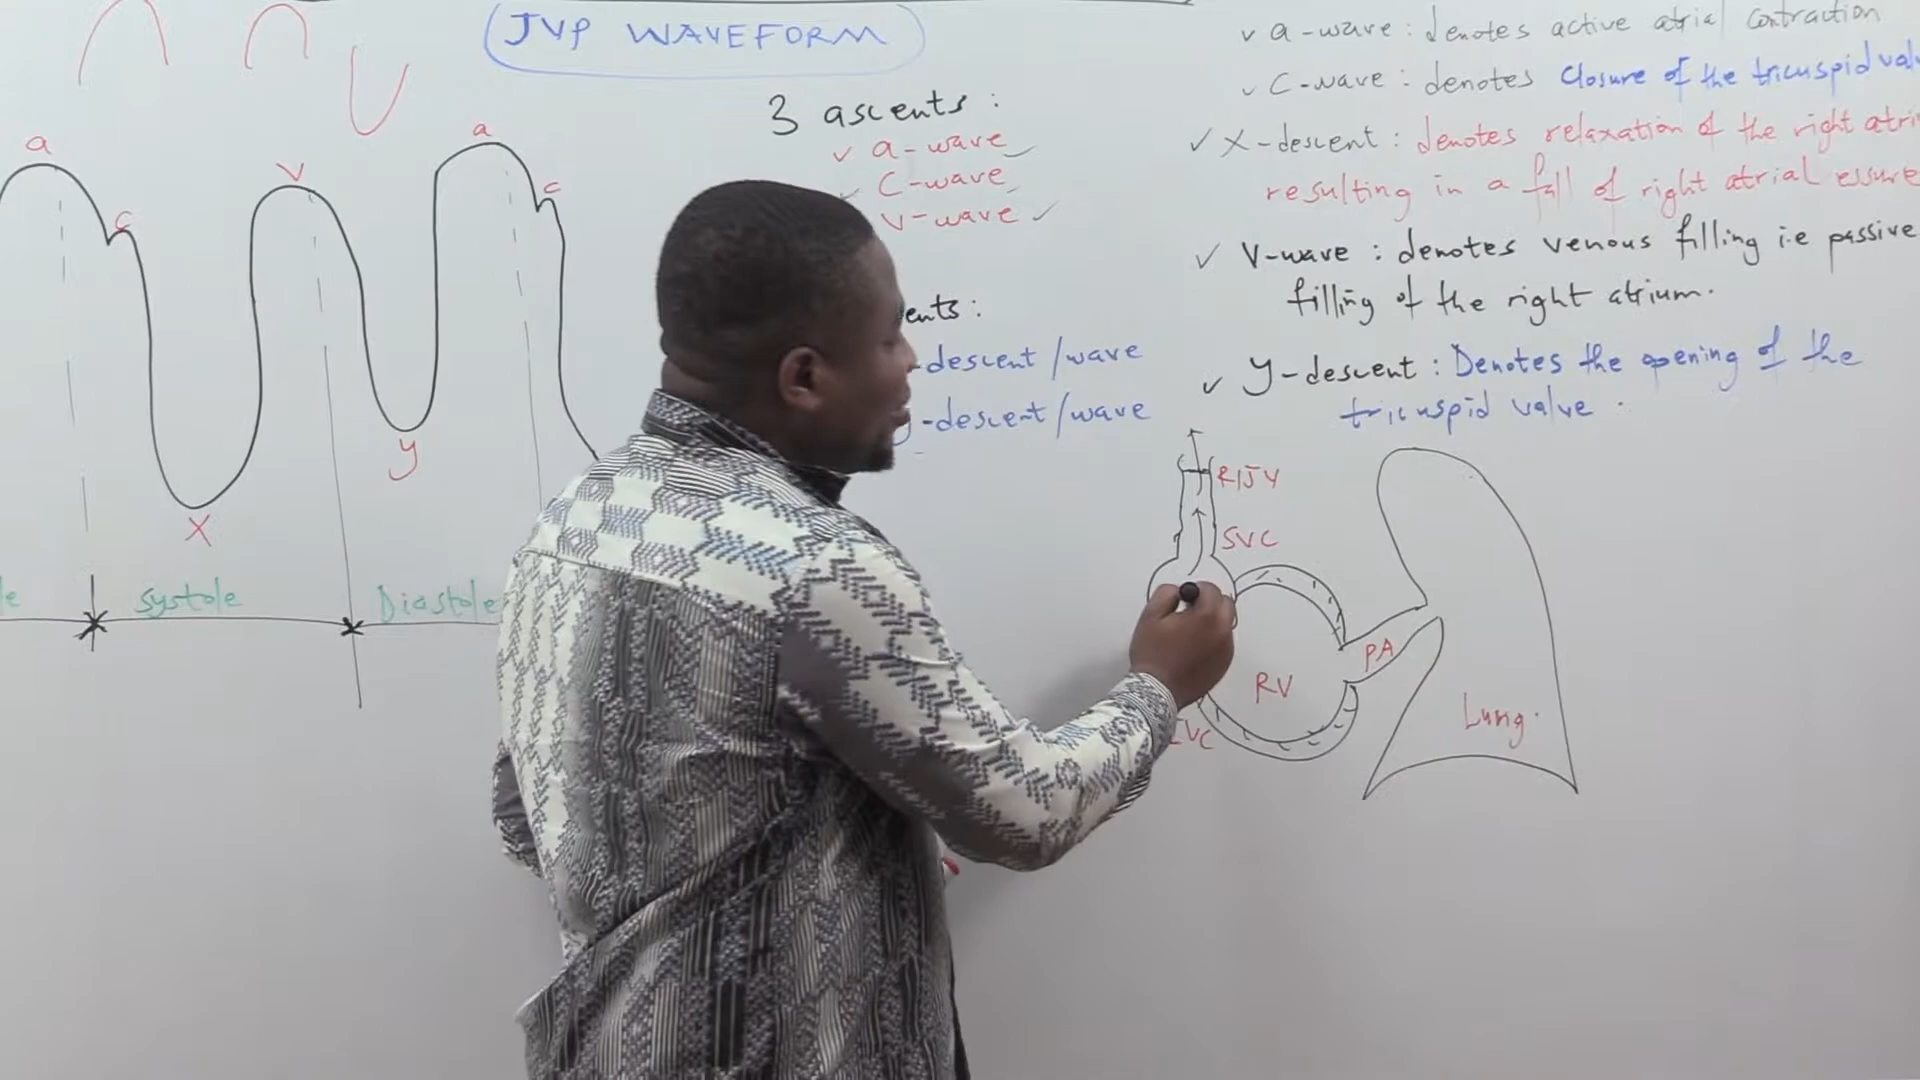 JVP WAVEFORM
a
c
V
a
c
X
y
Systole
Diastole
3 ascents :
a-wave
C-wave
V-wave
-descent/wave
-descent/wave
a-wave : denotes active atrial contraction
C-wave : denotes Closure of the tricuspid
X-descent : denotes relaxation of the right
resulting in a fall of right atrial essure
V-wave : denotes venous filling i.e passive
filling of the right atrium.
y-descent : Denotes the opening of the
tricuspid valve .
RIJV
SVC
RV
PA
Lung.